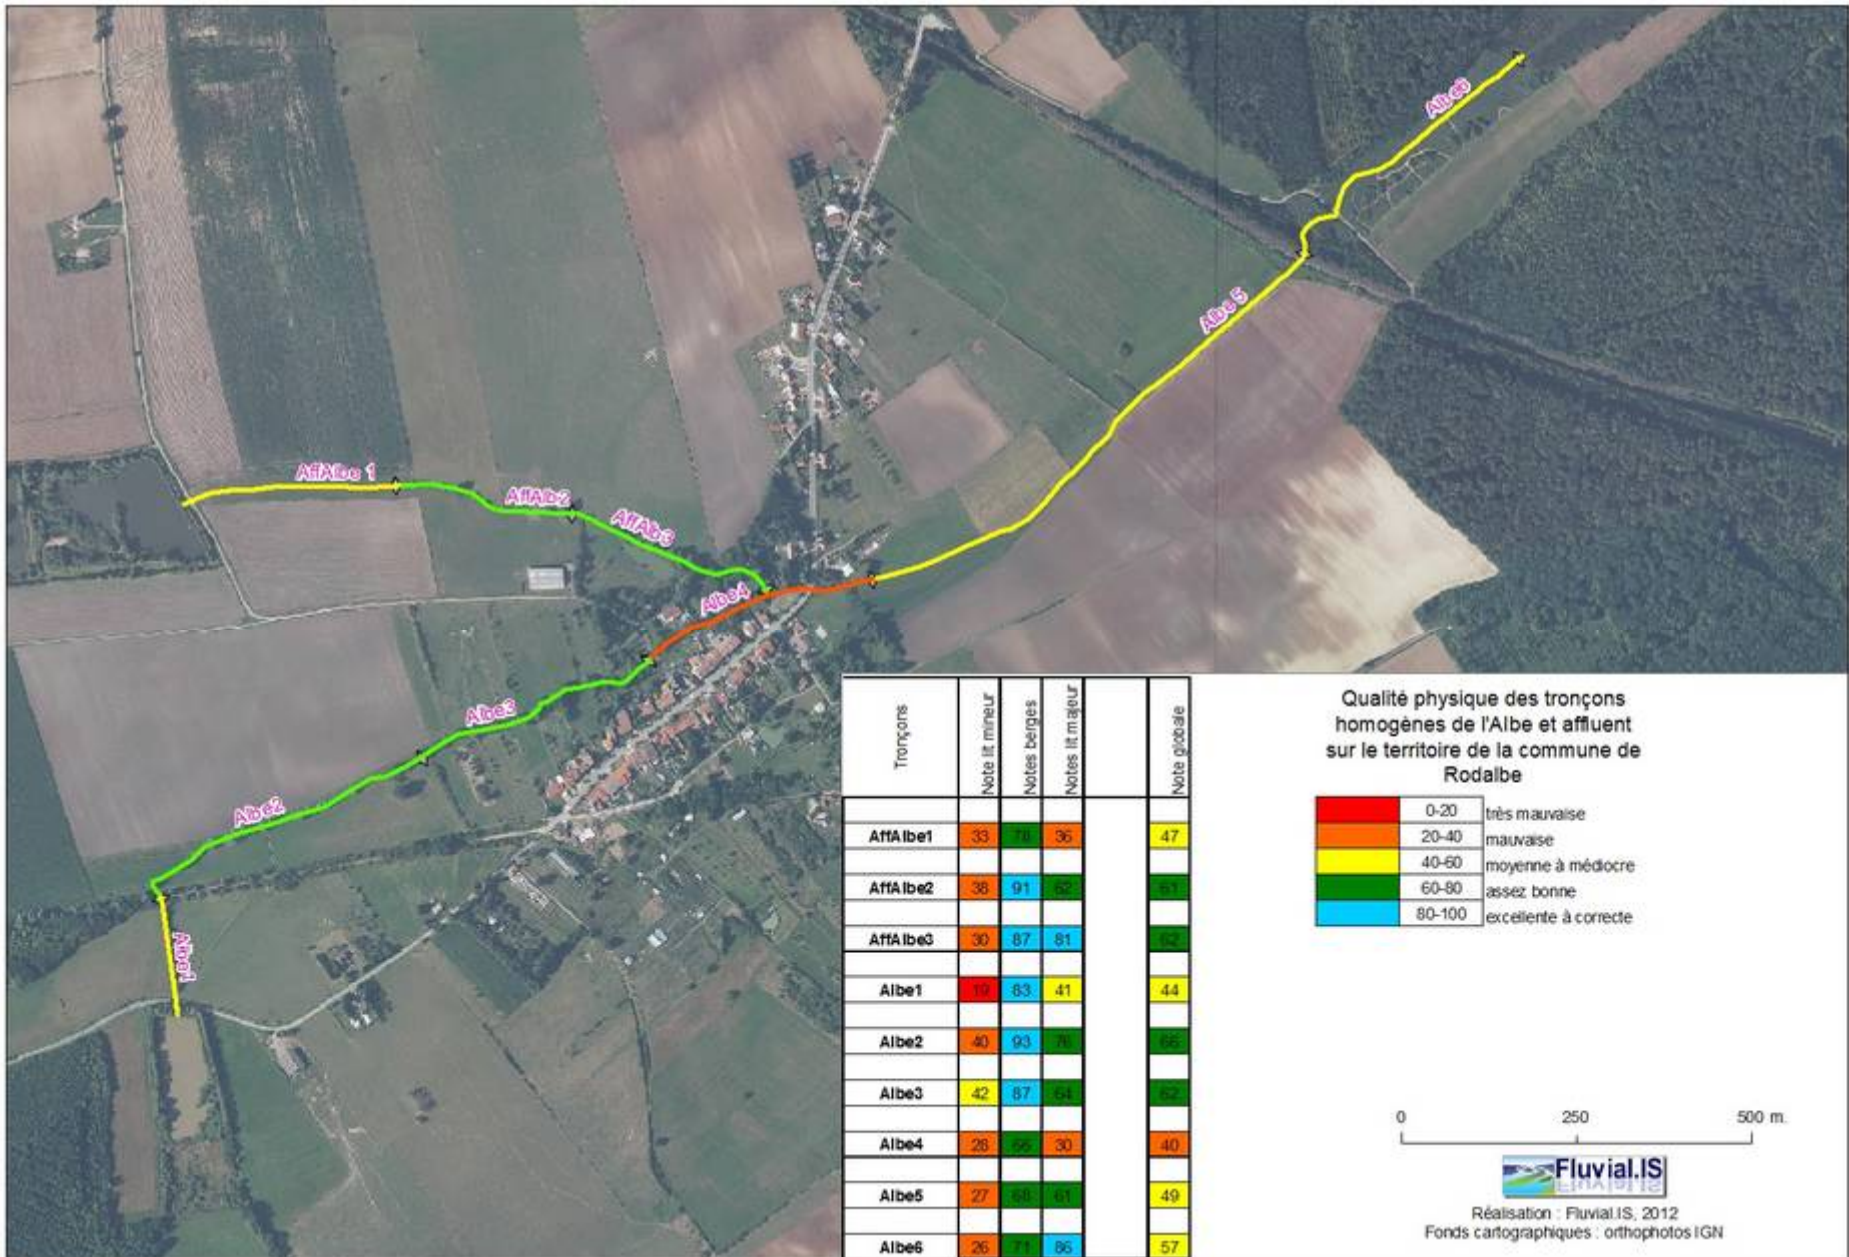 Albe6
Albe 5
AffAlbe 1
AffAlb2
AffAlb3
Albe4
Albe3
Albe2
Albe1
Tronçons Note lit mineur Notes berges Notes lit majeur Note globale
AffAlbe1 33 78 36 47
AffAlbe2 38 91 62 61
AffAlbe3 30 87 81 62
Albe1 19 83 41 44
Albe2 40 93 76 66
Albe3 42 87 64 62
Albe4 28 66 30 40
Albe5 27 68 61 49
Albe6 26 71 86 57
Qualité physique des tronçons
homogènes de l'Albe et affluent
sur le territoire de la commune de
Rodalbe
0-20 très mauvaise
20-40 mauvaise
40-60 moyenne à médiocre
60-80 assez bonne
80-100 excellente à correcte
0 250 500 m.
Fluvial.IS
Réalisation : Fluvial.IS, 2012
Fonds cartographiques : orthophotos IGN